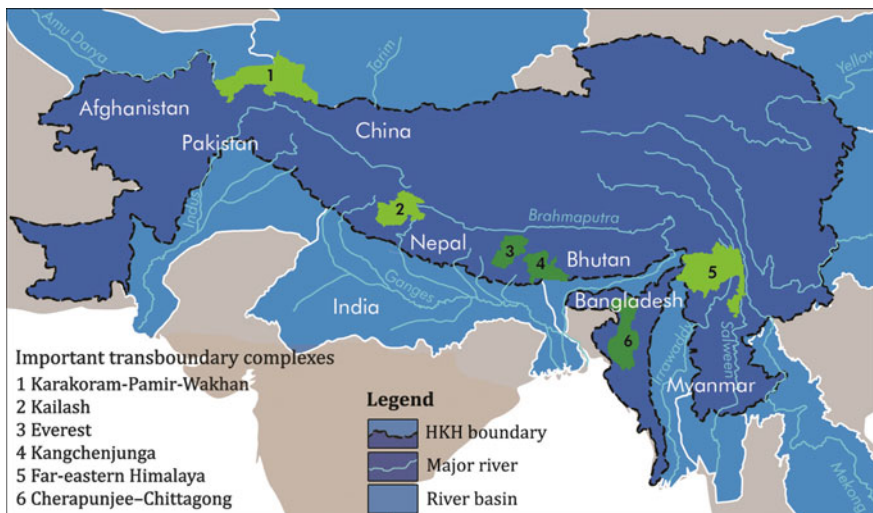 Amu Darya
Tarim
Yellow
1
Afghanistan
China
Pakistan
Indus
2
Brahmaputra
Nepal
3
4
Bhutan
5
Ganges
India
Bangladesh
6
Irrawaddy
Salween
Myanmar
Mekong
Important transboundary complexes
1 Karakoram-Pamir-Wakhan
2 Kailash
3 Everest
4 Kangchenjunga
5 Far-eastern Himalaya
6 Cherapunjee–Chittagong
Legend
HKH boundary
Major river
River basin